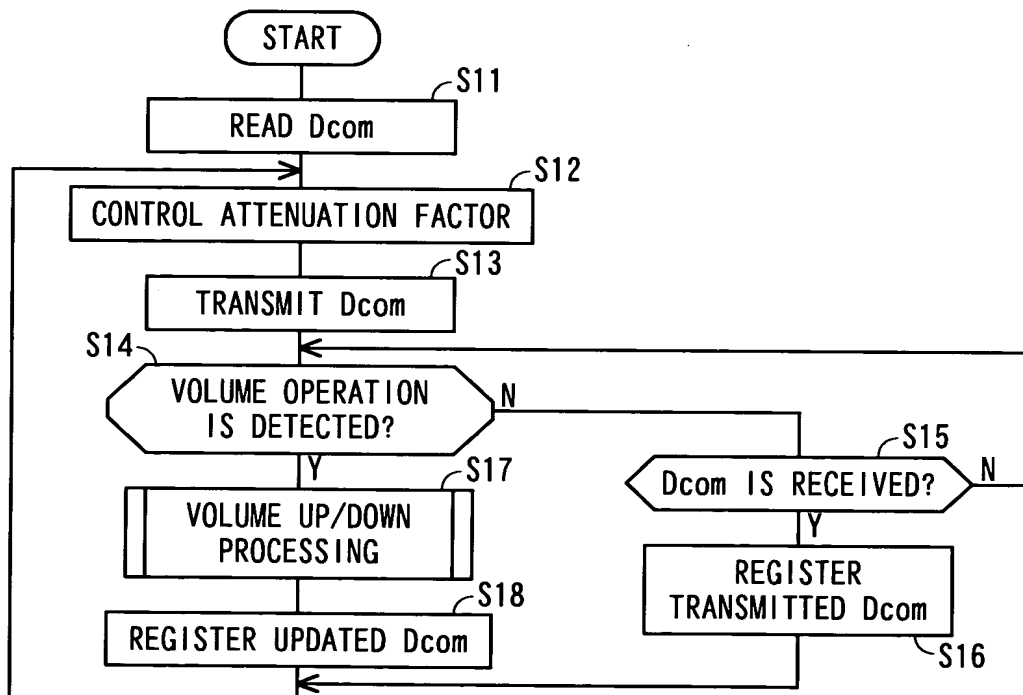 START
S11
READ Dcom
S12
CONTROL ATTENUATION FACTOR
S13
TRANSMIT Dcom
S14
VOLUME OPERATION
IS DETECTED?
N
Y
S15
Dcom IS RECEIVED?
N
Y
S17
VOLUME UP/DOWN
PROCESSING
REGISTER
TRANSMITTED Dcom
S16
S18
REGISTER UPDATED Dcom